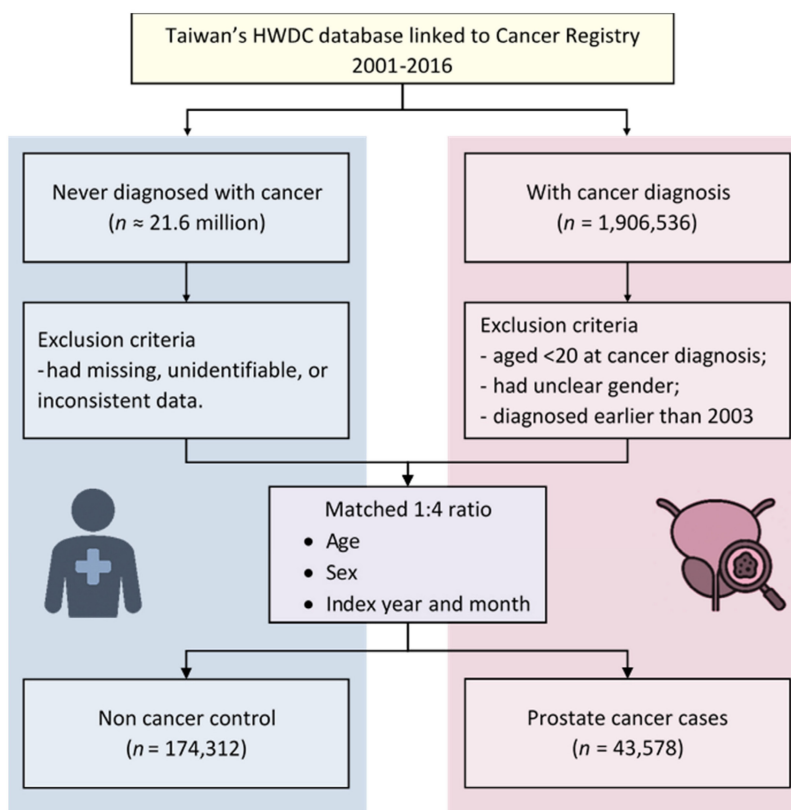 Taiwan's HWDC database linked to Cancer Registry
2001-2016
Never diagnosed with cancer
(n ≈ 21.6 million)
With cancer diagnosis
(n = 1,906,536)
Exclusion criteria
-had missing, unidentifiable, or
inconsistent data.
Exclusion criteria
- aged <20 at cancer diagnosis;
- had unclear gender;
- diagnosed earlier than 2003
Matched 1:4 ratio
• Age
• Sex
• Index year and month
Non cancer control
(n = 174,312)
Prostate cancer cases
(n = 43,578)